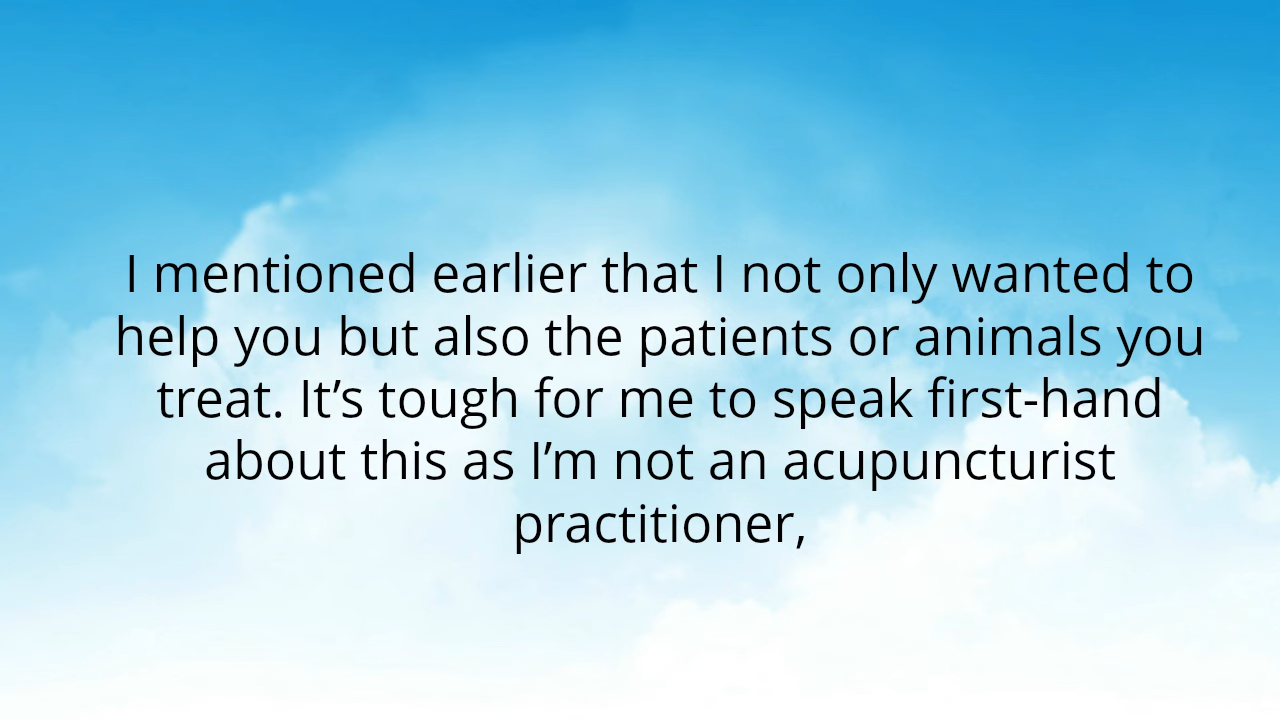 I mentioned earlier that I not only wanted to
help you but also the patients or animals you
treat. It’s tough for me to speak first-hand
about this as I’m not an acupuncturist
practitioner,